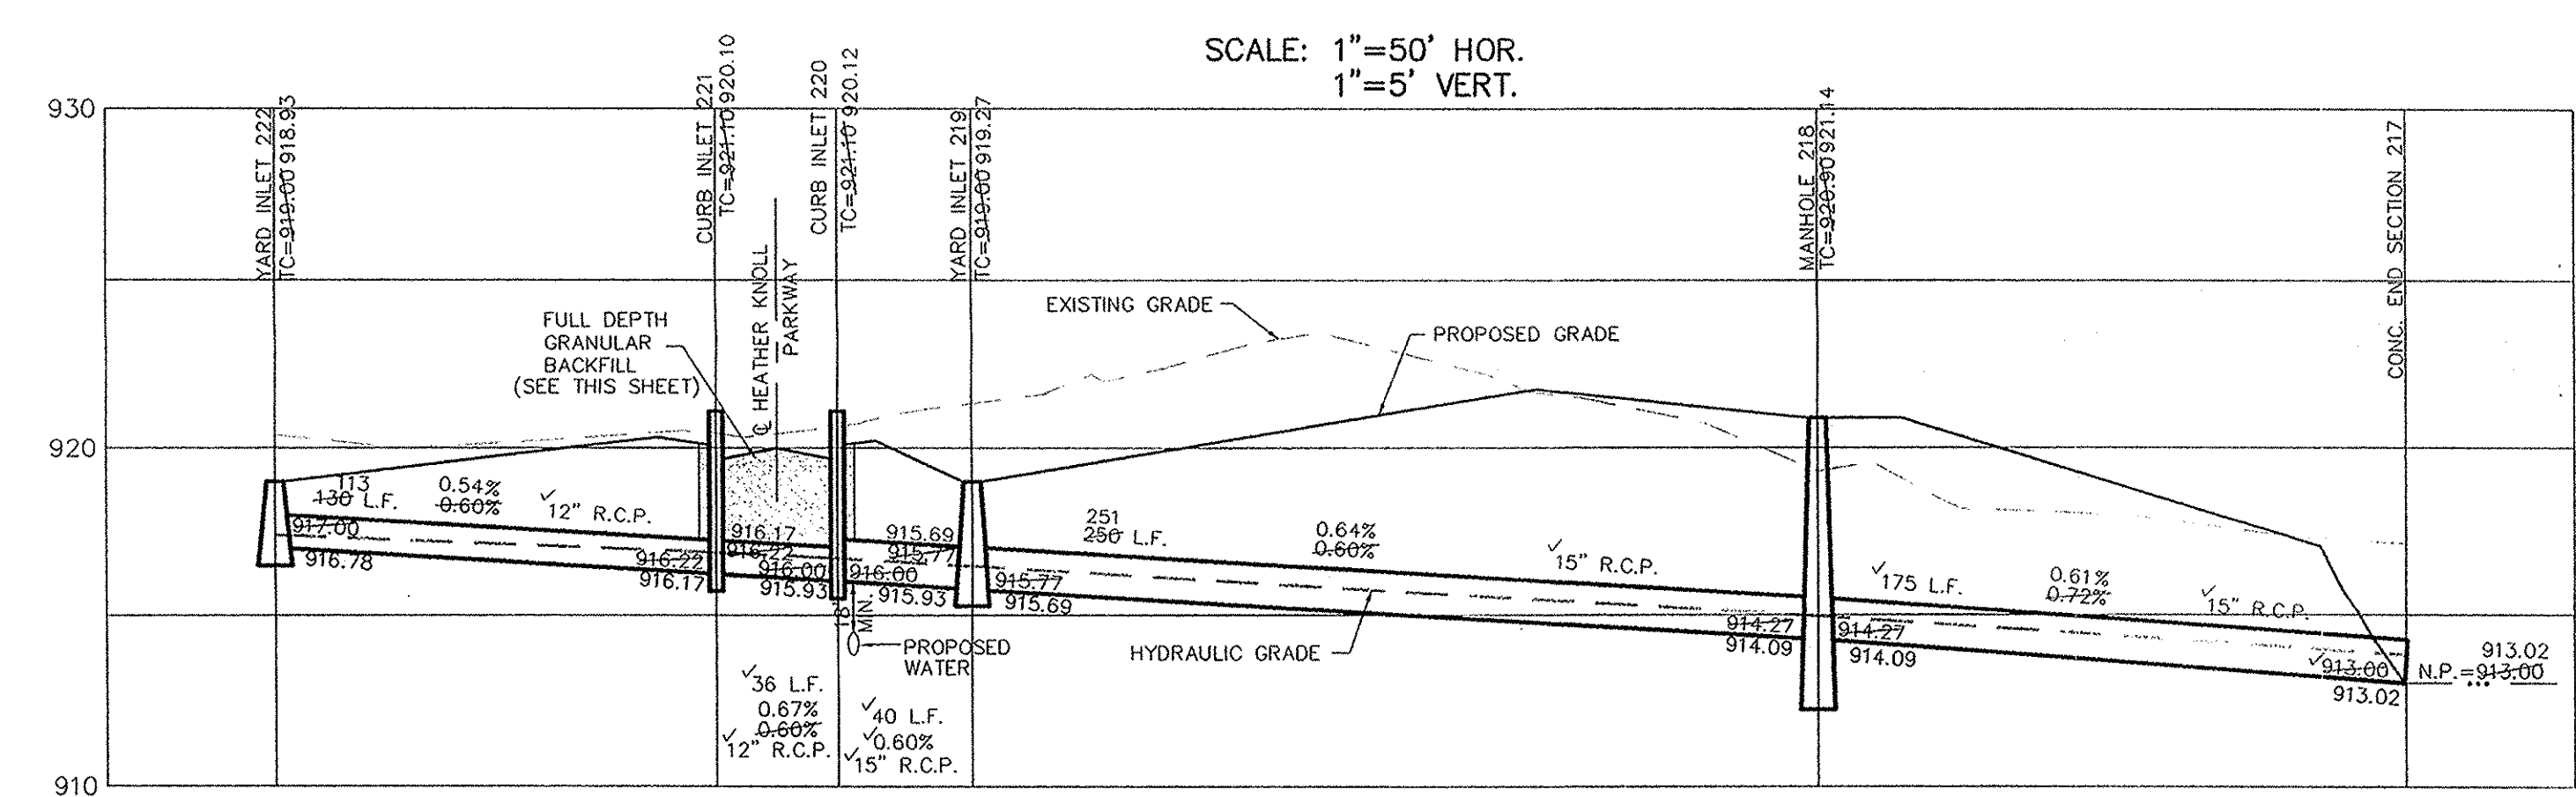 SCALE: 1"=50' HOR.
1"=5' VERT.
930
920
910
YARD INLET 222
TC=919.00 918.93
CURB INLET 221
TC=921.10 920.10
℄ HEATHER KNOLL
PARKWAY
CURB INLET 220
TC=921.10 920.12
YARD INLET 219
TC=919.00 919.27
MANHOLE 218
TC=920.90 921.14
CONC. END SECTION 217
EXISTING GRADE
PROPOSED GRADE
FULL DEPTH
GRANULAR
BACKFILL
(SEE THIS SHEET)
113
130 L.F.
0.54%
0.60%
✓12" R.C.P.
917.00
916.78
916.22
916.17
916.17
916.22
916.00
915.93
916.00
915.93
915.69
915.77
915.77
915.69
18"
MIN.
PROPOSED
WATER
✓36 L.F.
0.67%
0.60%
✓12" R.C.P.
✓40 L.F.
✓0.60%
✓15" R.C.P.
251
250 L.F.
0.64%
0.60%
✓15" R.C.P.
HYDRAULIC GRADE
914.27
914.09
914.27
914.09
✓175 L.F.
0.61%
0.72%
✓15" R.C.P.
✓913.00
913.02
913.02
N.P.=913.00